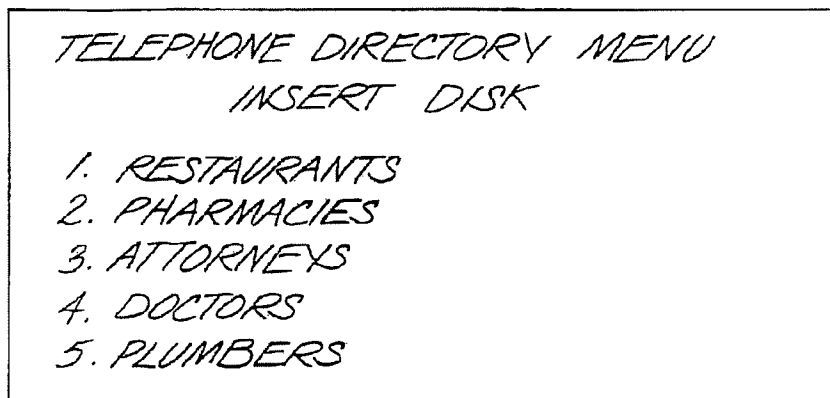 TELEPHONE DIRECTORY MENU
INSERT DISK
1. RESTAURANTS
2. PHARMACIES
3. ATTORNEYS
4. DOCTORS
5. PLUMBERS